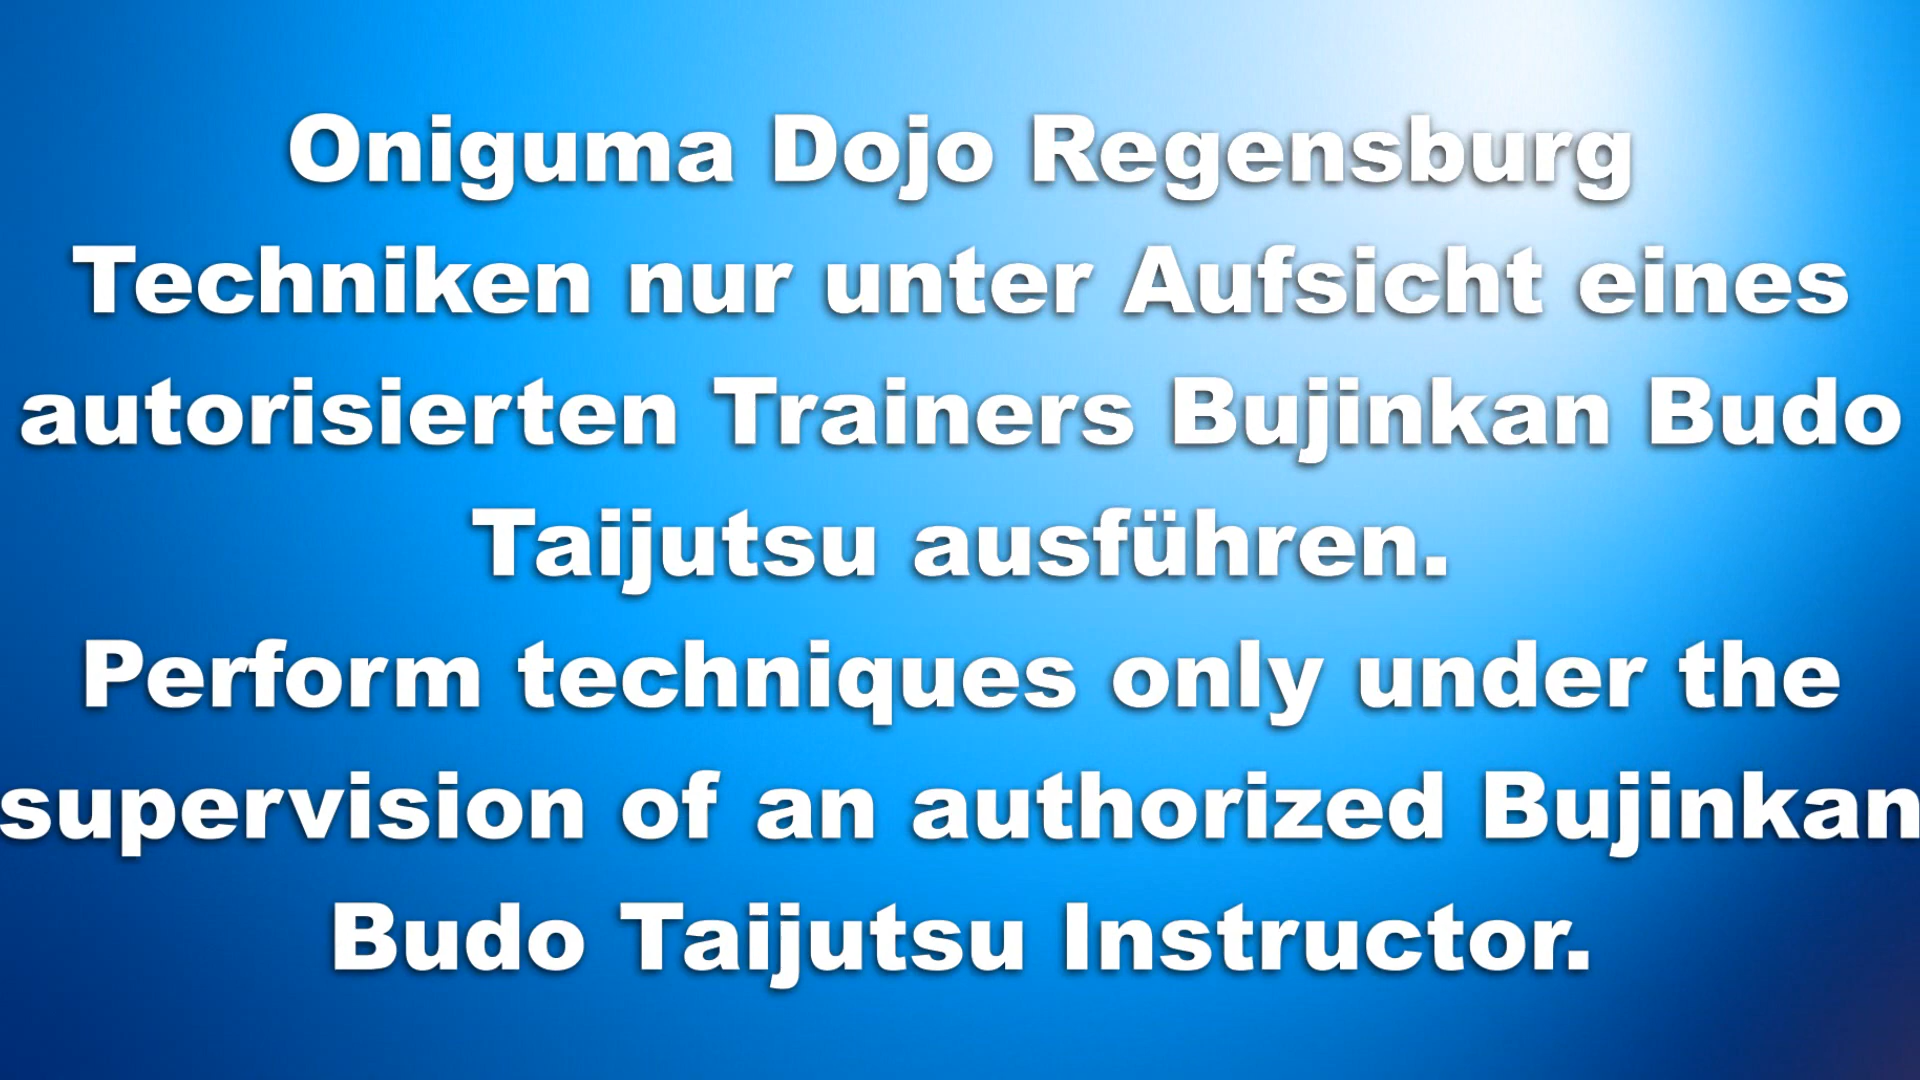 Oniguma Dojo Regensburg
Techniken nur unter Aufsicht eines
autorisierten Trainers Bujinkan Budo
Taijutsu ausführen.
Perform techniques only under the
supervision of an authorized Bujinkan
Budo Taijutsu Instructor.